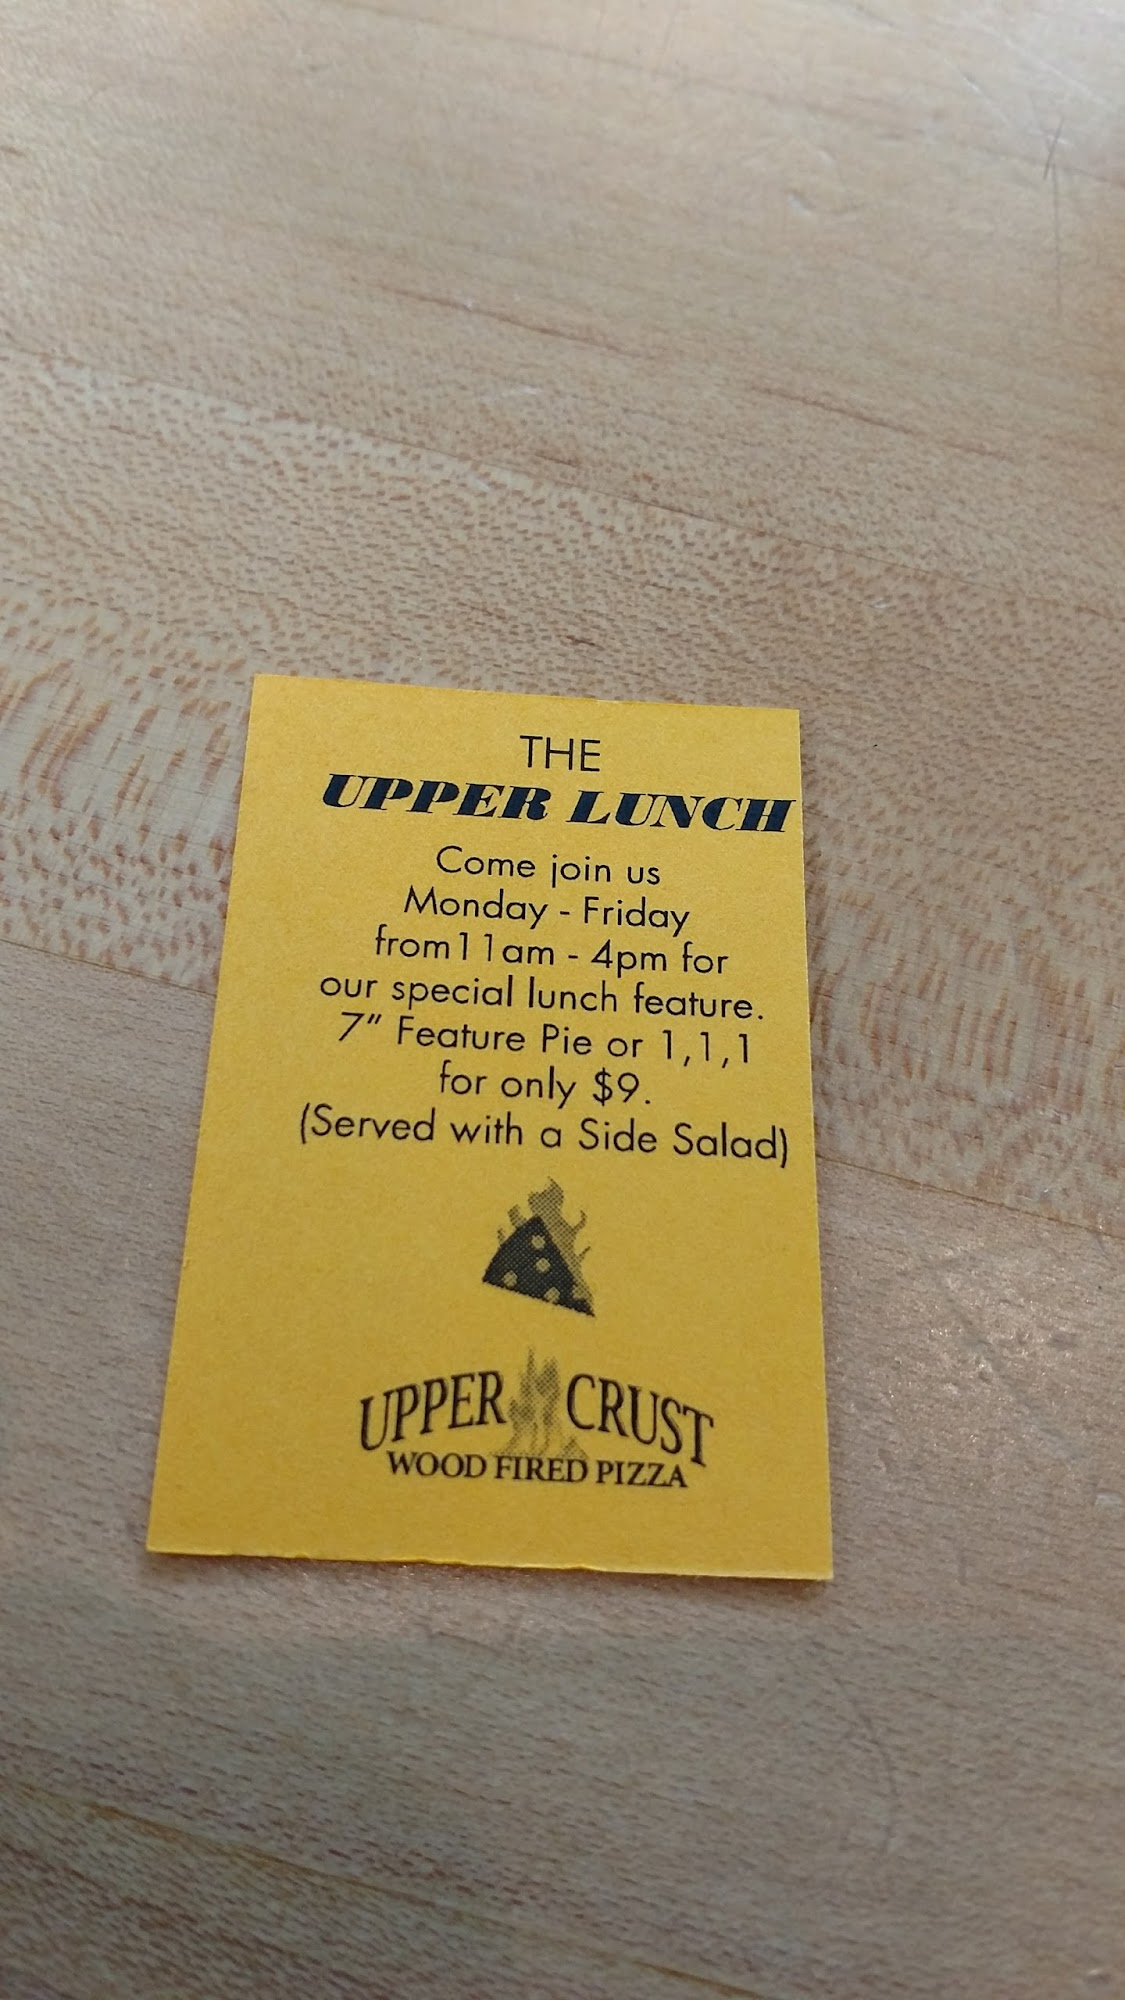 THE
UPPER LUNCH
Come join us
Monday - Friday
from11am - 4pm for
our special lunch feature.
7" Feature Pie or 1,1,1
for only $9.
(Served with a Side Salad)
UPPER CRUST
WOOD FIRED PIZZA